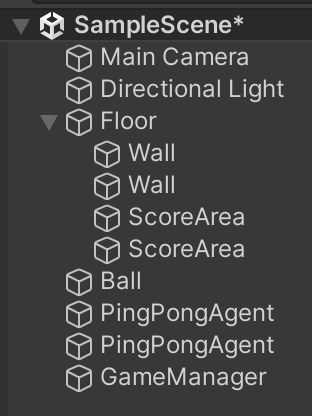 SampleScene*
Main Camera
Directional Light
Floor
Wall
Wall
ScoreArea
ScoreArea
Ball
PingPongAgent
PingPongAgent
GameManager